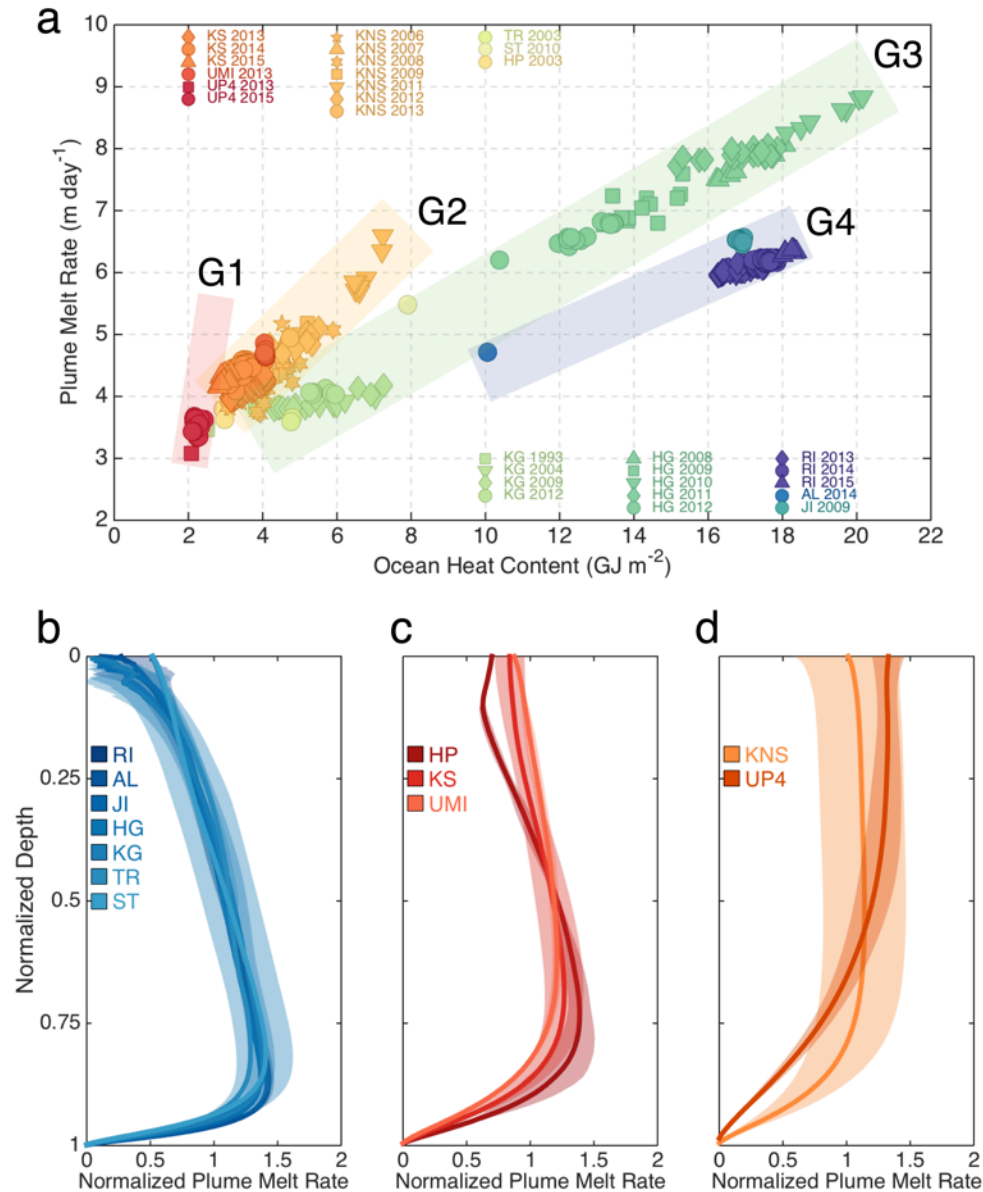 a
KS 2013
KS 2014
KS 2015
UMI 2013
UP4 2013
UP4 2015
KNS 2006
KNS 2007
KNS 2008
KNS 2009
KNS 2011
KNS 2012
KNS 2013
TR 2003
ST 2010
HP 2003
G1
G2
G3
G4
KG 1993
KG 2004
KG 2009
KG 2012
HG 2008
HG 2009
HG 2010
HG 2011
HG 2012
RI 2013
RI 2014
RI 2015
AL 2014
JI 2009
10
9
8
7
6
5
4
3
2
Plume Melt Rate (m day⁻¹)
0 2 4 6 8 10 12 14 16 18 20 22
Ocean Heat Content (GJ m⁻²)
b
0
0.25
0.5
0.75
1
Normalized Depth
RI
AL
JI
HG
KG
TR
ST
0 0.5 1 1.5 2
Normalized Plume Melt Rate
c
HP
KS
UMI
0 0.5 1 1.5 2
Normalized Plume Melt Rate
d
KNS
UP4
0 0.5 1 1.5 2
Normalized Plume Melt Rate